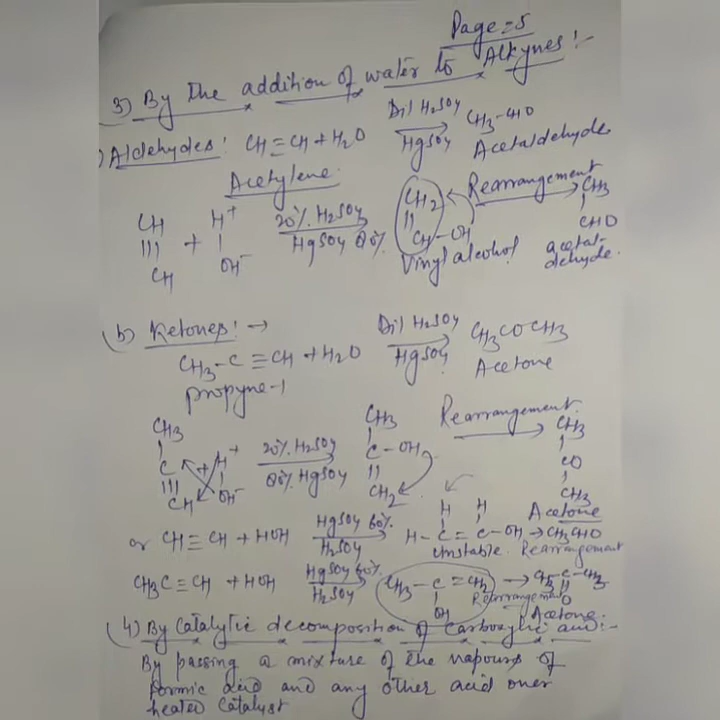 Page=5
3) By the addition of water to Alkynes:-
) Aldehydes: CH≡CH + H₂O Dil H₂SO₄ HgSO₄ CH₃-CHO
Acetylene Acetaldehyde
CH ||| CH + H⁺ | OH⁻ 20% H₂SO₄ HgSO₄ CH₂ || CH-OH Rearrangement CH₃ | CHO
Vinyl alcohol acetal-dehyde.
(b) Ketones:→
CH₃-C≡CH + H₂O Dil H₂SO₄ HgSO₄ CH₃COCH₃
propyne-1 Acetone
CH₃ | C ||| CH + H⁺ | OH⁻ 20% H₂SO₄ HgSO₄ CH₃ | C-OH || CH₂ Rearrangement CH₃ | CO | CH₃
Acetone
or CH≡CH + HOH HgSO₄ 60% H₂SO₄ H-C=C-OH H H → CH₃CHO
Unstable Rearrangement
CH₃C≡CH + HOH HgSO₄ 60% H₂SO₄ CH₃-C=CH₂ | OH → CH₃-C-CH₃ || O
Rearrangement Acetone
(4) By Catalytic decomposition of Carboxylic acid:-
By passing a mixture of the vapours of
formic acid and any other acid over
heated Catalyst